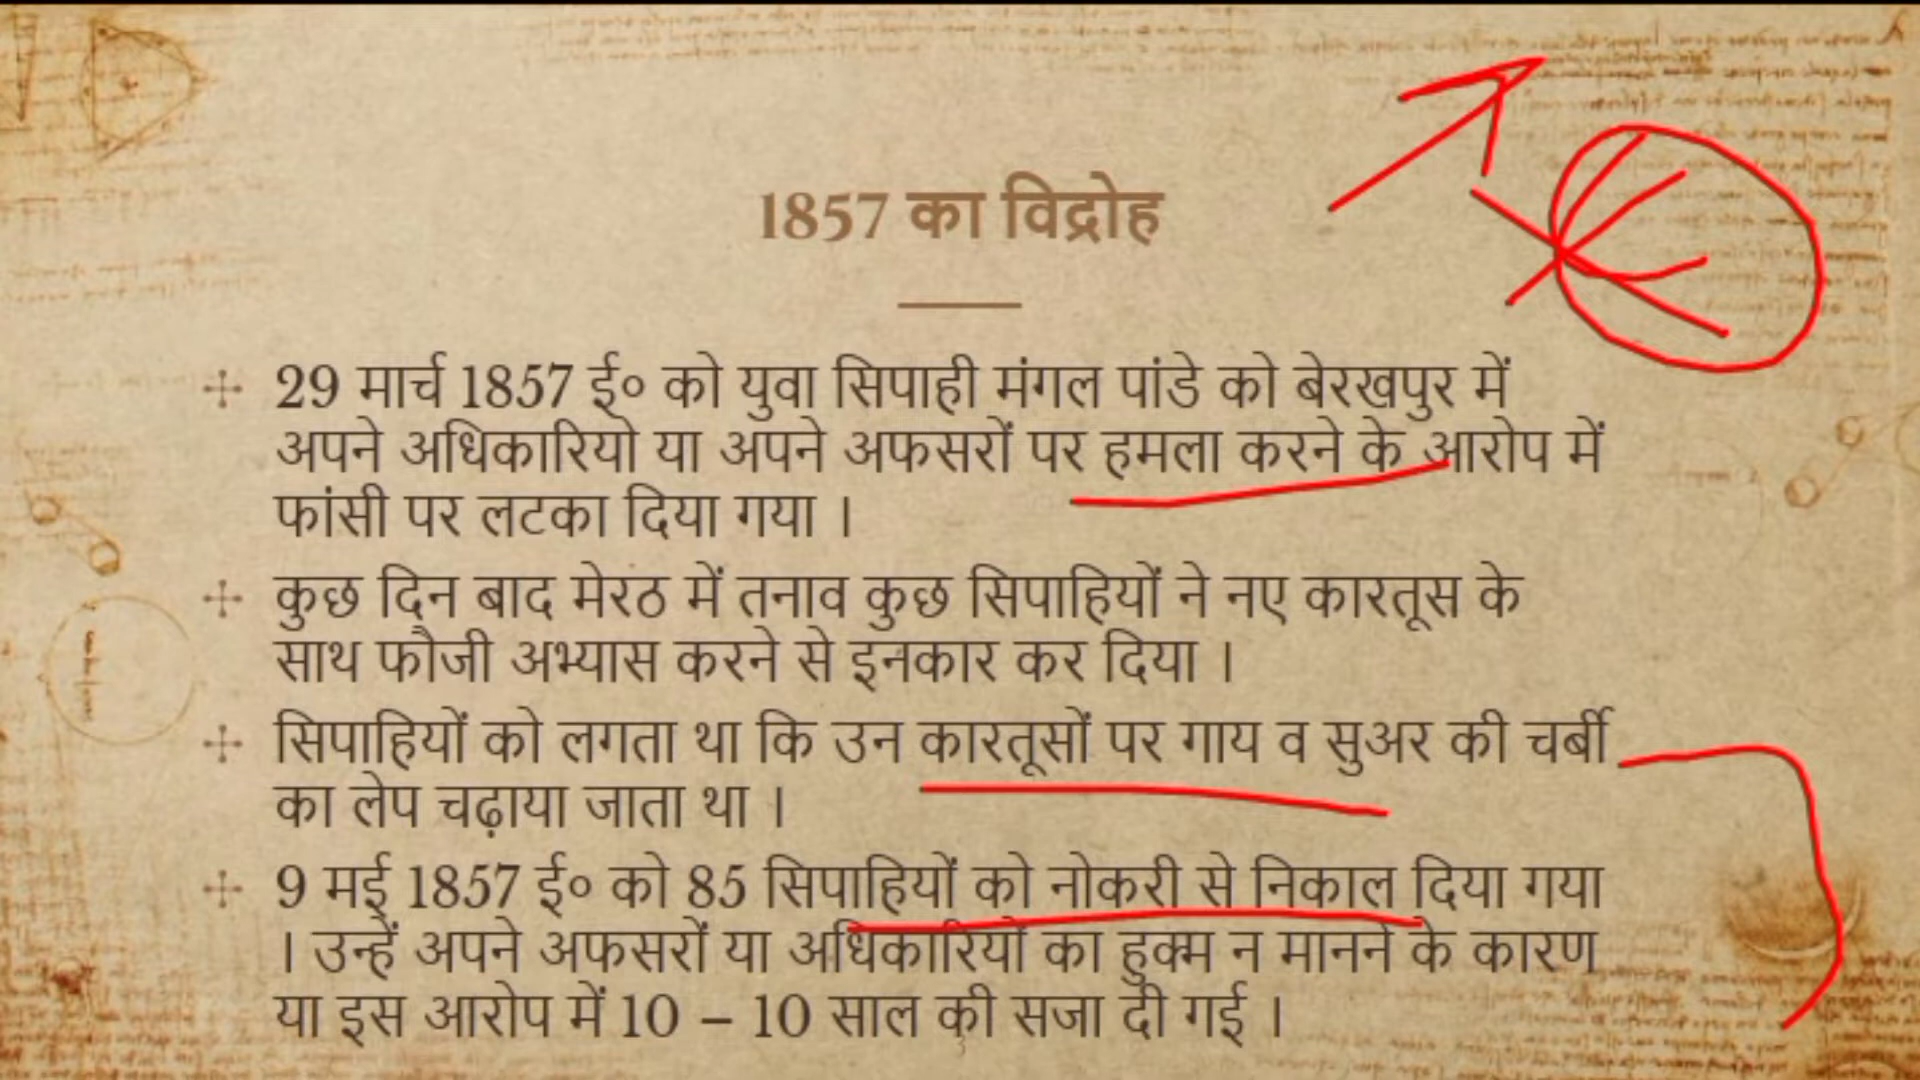 1857 का विद्रोह
29 मार्च 1857 ई० को युवा सिपाही मंगल पांडे को बेरखपुर में
अपने अधिकारियो या अपने अफसरों पर हमला करने के आरोप में
फांसी पर लटका दिया गया ।
कुछ दिन बाद मेरठ में तनाव कुछ सिपाहियों ने नए कारतूस के
साथ फौजी अभ्यास करने से इनकार कर दिया ।
सिपाहियों को लगता था कि उन कारतूसों पर गाय व सुअर की चर्बी
का लेप चढ़ाया जाता था ।
9 मई 1857 ई० को 85 सिपाहियों को नोकरी से निकाल दिया गया
। उन्हें अपने अफसरों या अधिकारियो का हुक्म न मानने के कारण
या इस आरोप में 10 – 10 साल की सजा दी गई ।